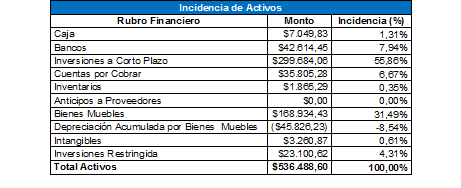 Incidencia de Activos
Rubro Financiero Monto Incidencia (%)
Caja $7.049,83 1,31%
Bancos $42.614,45 7,94%
Inversiones a Corto Plazo $299.684,06 55,86%
Cuentas por Cobrar $35.805,28 6,67%
Inventarios $1.865,29 0,35%
Anticipos a Proveedores $0,00 0,00%
Bienes Muebles $168.934,43 31,49%
Depreciación Acumulada por Bienes Muebles ($45.826,23) -8,54%
Intangibles $3.260,87 0,61%
Inversiones Restringida $23.100,62 4,31%
Total Activos $536.488,60 100,00%